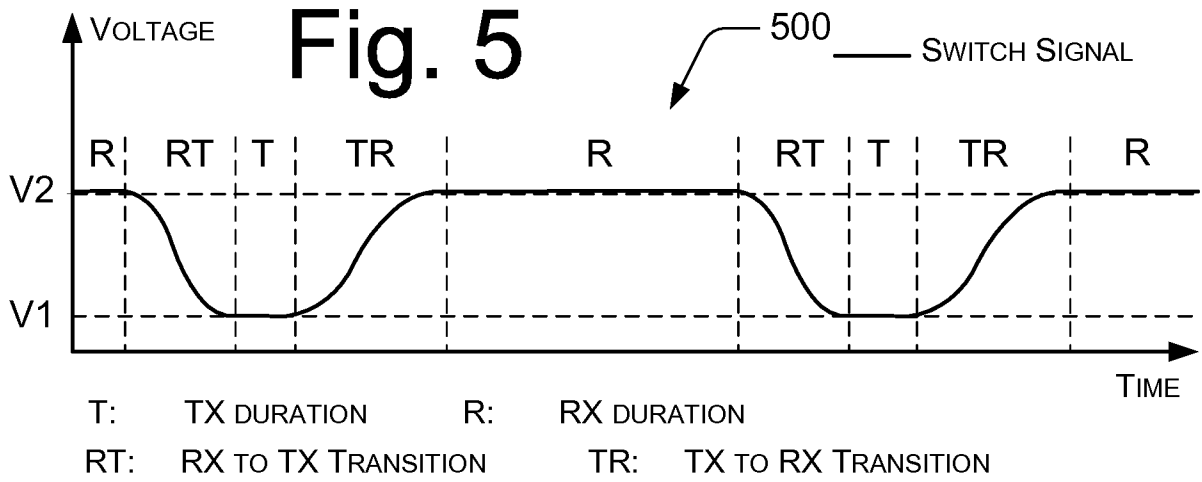 VOLTAGE
Fig. 5
500
SWITCH SIGNAL
R RT T TR R RT T TR R
V2
V1
TIME
T: TX DURATION R: RX DURATION
RT: RX TO TX TRANSITION TR: TX TO RX TRANSITION